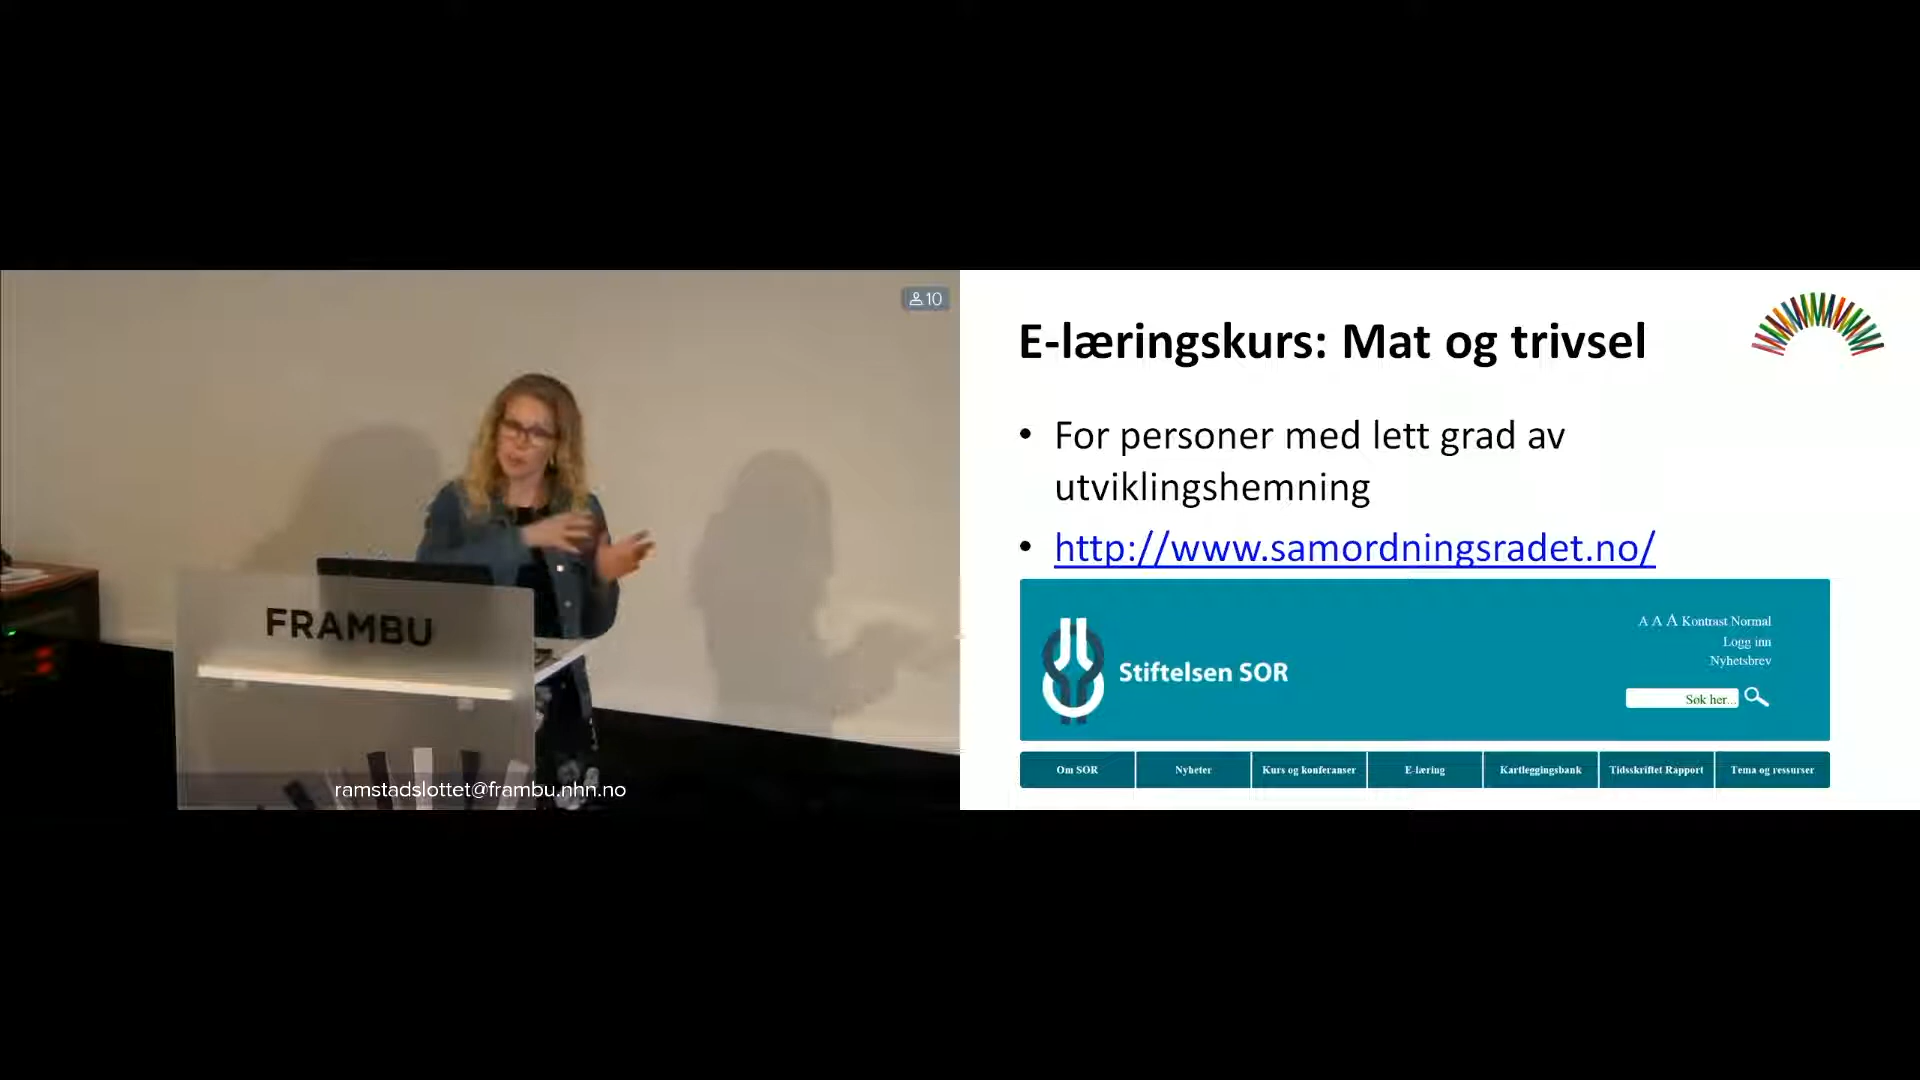 10
FRAMBU
ramstadslottet@frambu.nhn.no
E-læringskurs: Mat og trivsel
• For personer med lett grad av
utviklingshemning
• http://www.samordningsradet.no/
A A A Kontrast Normal
Logg inn
Nyhetsbrev
Stiftelsen SOR
Søk her...
Om SOR
Nyheter
Kurs og konferanser
E-læring
Kartleggingsbank
Tidsskriftet Rapport
Tema og ressurser